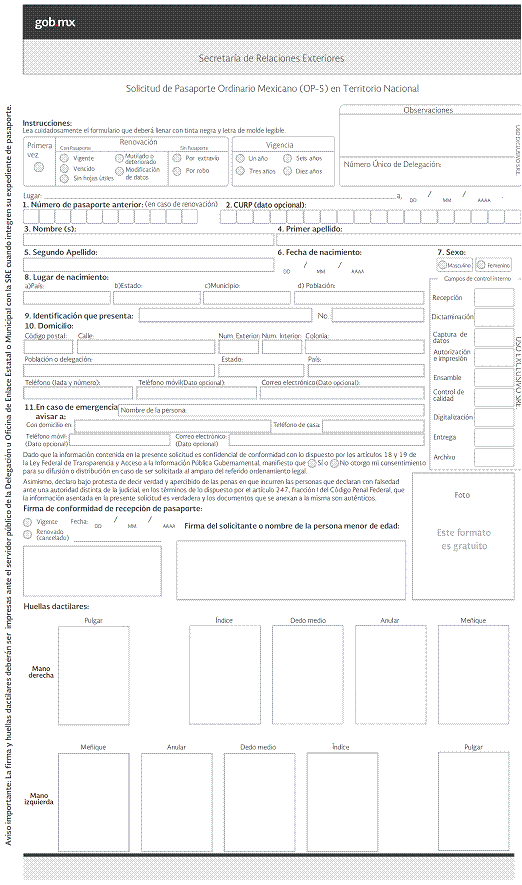 gob mx
Secretaría de Relaciones Exteriores
Solicitud de Pasaporte Ordinario Mexicano (OP-5) en Territorio Nacional
Observaciones
Instrucciones:
Lea cuidadosamente el formulario que deberá llenar con tinta negra y letra de molde legible.
Primera vez
Renovación
Con Pasaporte
Sin Pasaporte
Vigente
Vencido
Sin hojas útiles
Mutilado o deteriorado
Modificación de datos
Por extravío
Por robo
Vigencia
Un año
Seis años
Tres años
Diez años
Número Único de Delegación:
USO EXCLUSIVO SRE
Lugar:
a, / / .
DD MM AAAA
1. Número de pasaporte anterior: (en caso de renovación)
2. CURP (dato opcional):
3. Nombre (s):
4. Primer apellido:
5. Segundo Apellido:
6. Fecha de nacimiento:
/ /
DD MM AAAA
7. Sexo:
Masculino
Femenino
8. Lugar de nacimiento:
a)País:
b)Estado:
c)Municipio:
d) Población:
9. Identificación que presenta:
No.
10. Domicilio:
Código postal:
Calle:
Num. Exterior:
Num. Interior:
Colonia:
Población o delegación:
Estado:
País:
Teléfono (lada y número):
Teléfono móvil(Dato opcional):
Correo electrónico(Dato opcional):
11.En caso de emergencia
avisar a:
Nombre de la persona
Con domicilio en:
Teléfono de casa:
Teléfono móvil:
(Dato opcional)
Correo electronico:
(Dato opcional)
Campos de control interno
Recepción
Dictaminación
Captura de datos
Autorización e impresión
Ensamble
Control de calidad
Digitalización
Entrega
Archivo
USO EXCLUSIVO SRE
Dado que la información contenida en la presente solicitud es confidencial de conformidad con lo dispuesto por los artículos 18 y 19 de
la Ley Federal de Transparencia y Acceso a la Información Pública Gubernamental, manifiesto que Sí o No otorgo mi consentimiento
para su difusión o distribución en caso de ser solicitada al amparo del referido ordenamiento legal.
Asimismo, declaro bajo protesta de decir verdad y apercibido de las penas en que incurren las personas que declaran con falsedad
ante una autoridad distinta de la judicial, en los términos de lo dispuesto por el artículo 247, fracción I del Código Penal Federal, que
la información asentada en la presente solicitud es verdadera y los documentos que se anexan a la misma son auténticos.
Firma de conformidad de recepción de pasaporte:
Vigente
Renovado
(cancelado)
Fecha: / /
DD MM AAAA
Firma del solicitante o nombre de la persona menor de edad:
Foto
Este formato
es gratuito
Huellas dactilares:
Pulgar
Índice
Dedo medio
Anular
Meñique
Mano
derecha
Meñique
Anular
Dedo medio
Índice
Pulgar
Mano
izquierda
Aviso importante: La firma y huellas dactilares deberán ser impresas ante el servidor público de la Delegación u Oficina de Enlace Estatal o Municipal con la SRE cuando integren su expediente de pasaporte.